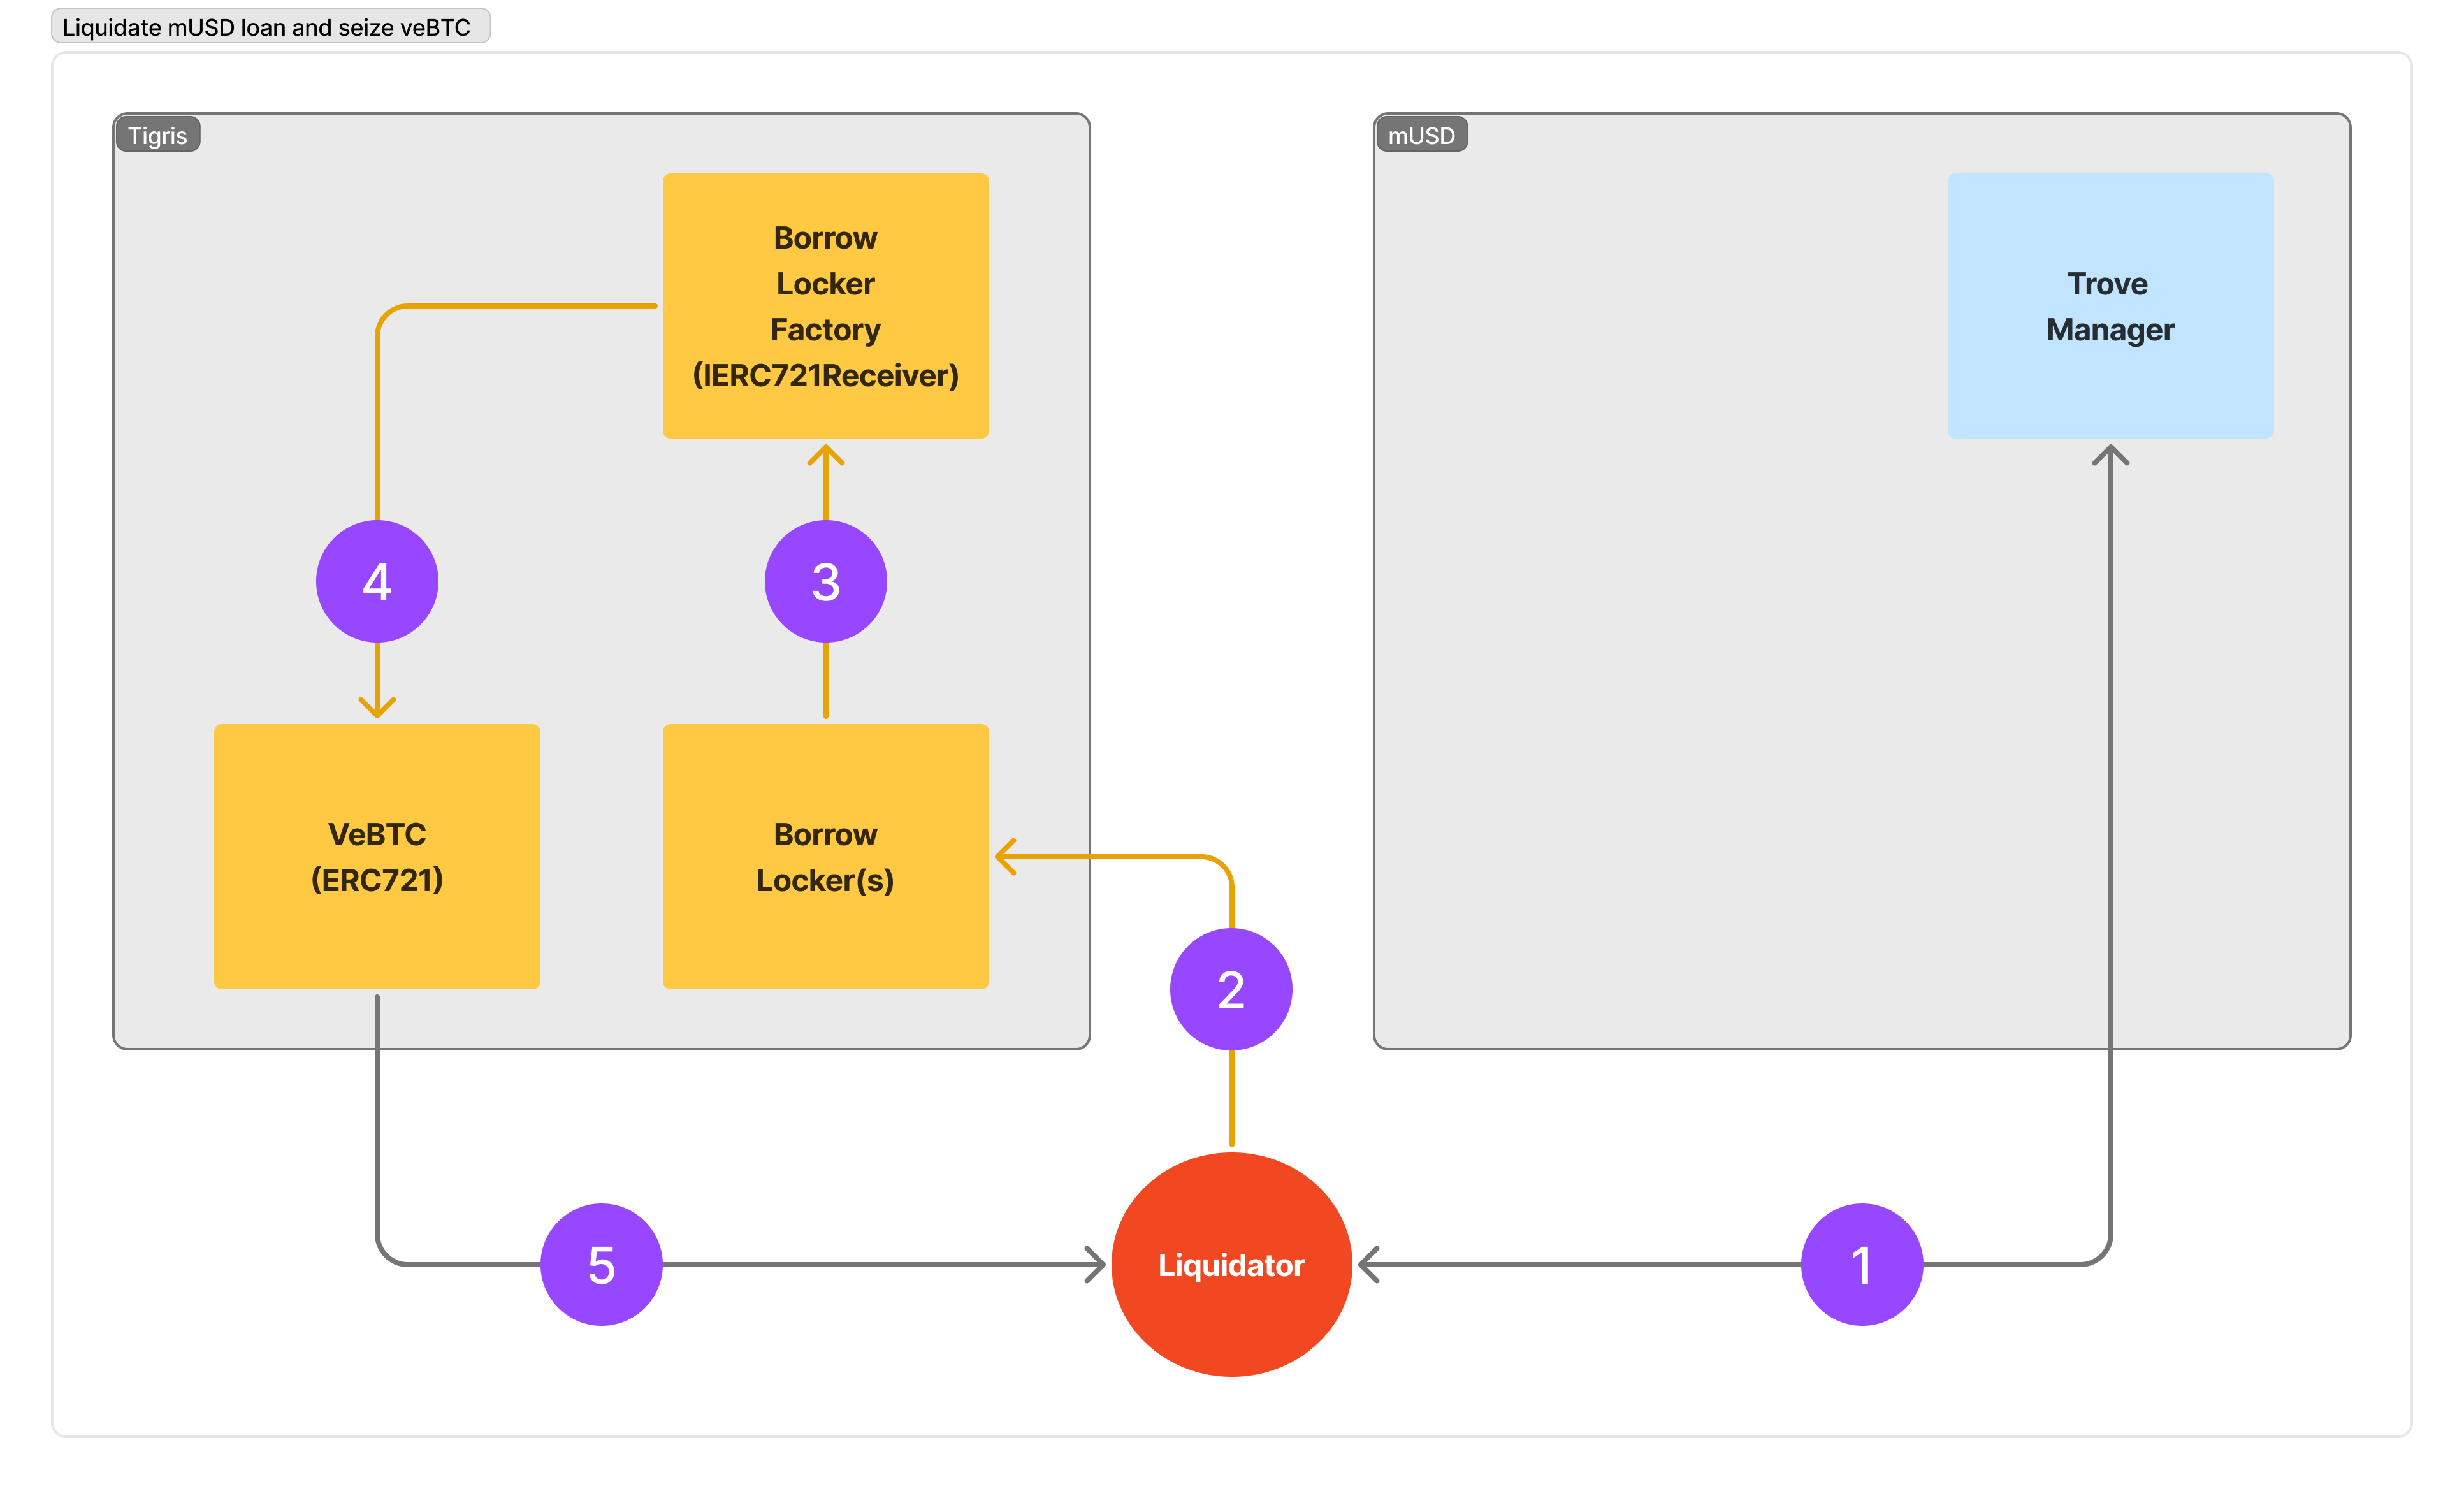 Liquidate mUSD loan and seize veBTC
Tigris
mUSD
Borrow
Locker
Factory
(IERC721Receiver)
Trove
Manager
4
3
VeBTC
(ERC721)
Borrow
Locker(s)
2
5
Liquidator
1